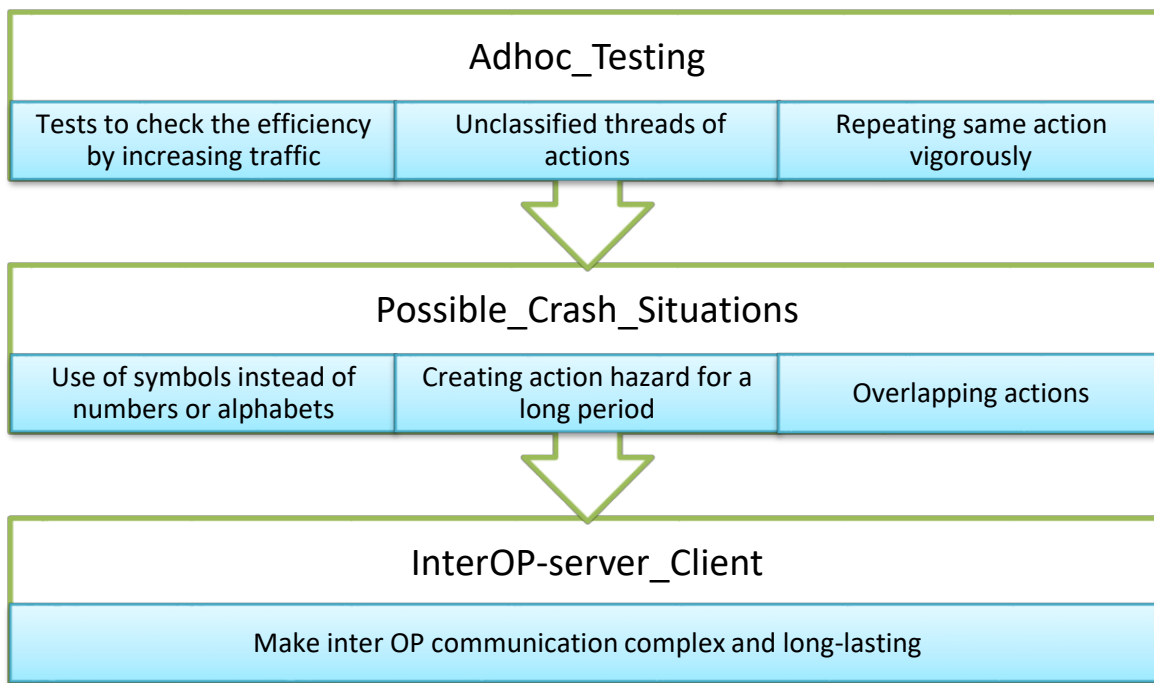 Adhoc_Testing
Tests to check the efficiency
by increasing traffic
Unclassified threads of
actions
Repeating same action
vigorously
Possible_Crash_Situations
Use of symbols instead of
numbers or alphabets
Creating action hazard for a
long period
Overlapping actions
InterOP-server_Client
Make inter OP communication complex and long-lasting